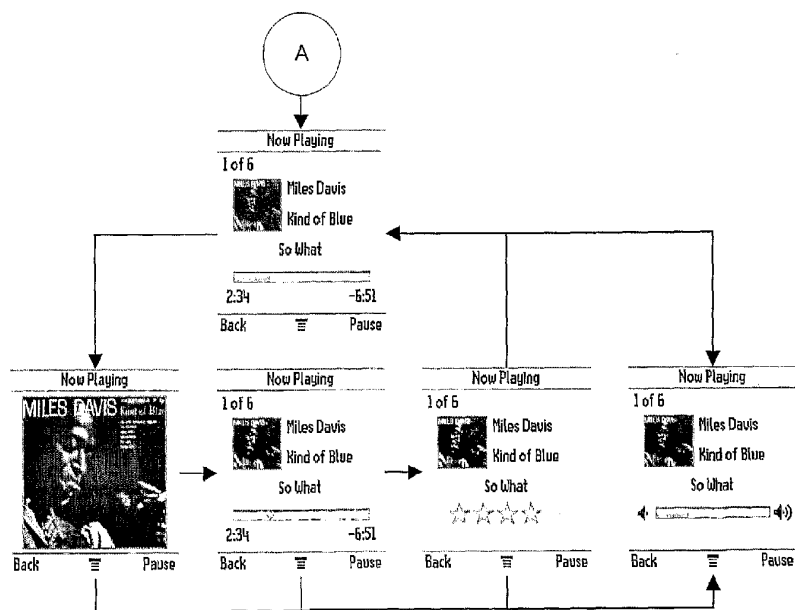 A
Now Playing
1 of 6
Miles Davis
Kind of Blue
So What
2:34 -6:51
Back Pause
Now Playing
MILES DAVIS
Kind of Blue
Back Pause
Now Playing
1 of 6
Miles Davis
Kind of Blue
So What
2:34 -6:51
Back Pause
Now Playing
1 of 6
Miles Davis
Kind of Blue
So What
Back Pause
Now Playing
1 of 6
Miles Davis
Kind of Blue
So What
Back Pause